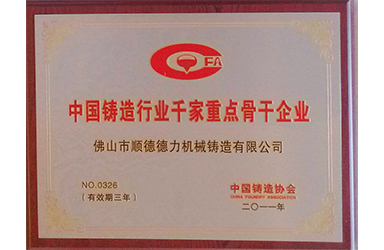 CFA
中国铸造行业千家重点骨干企业
佛山市顺德德力机械铸造有限公司
NO.0326
(有效期三年)
中国铸造协会
CHINA FOUNDRY ASSOCIATION
二〇一一年